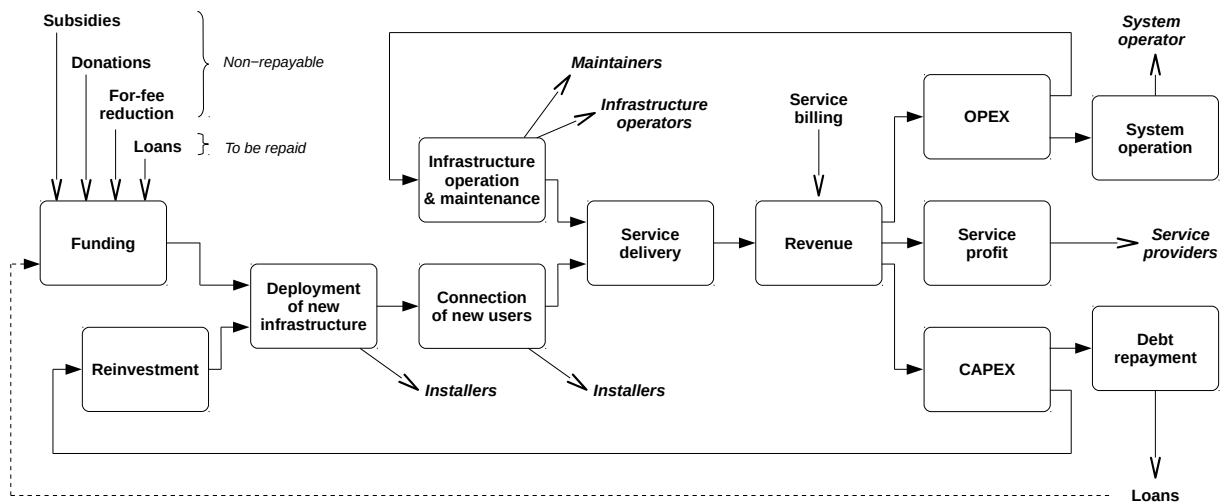 Subsidies
Donations
For-fee
reduction
Loans
Non−repayable
To be repaid
Funding
Reinvestment
Deployment
of new
infrastructure
Installers
Maintainers
Infrastructure
operators
Infrastructure
operation
& maintenance
Connection
of new users
Installers
Service
delivery
Service
billing
Revenue
OPEX
System
operator
System
operation
Service
profit
Service
providers
CAPEX
Debt
repayment
Loans